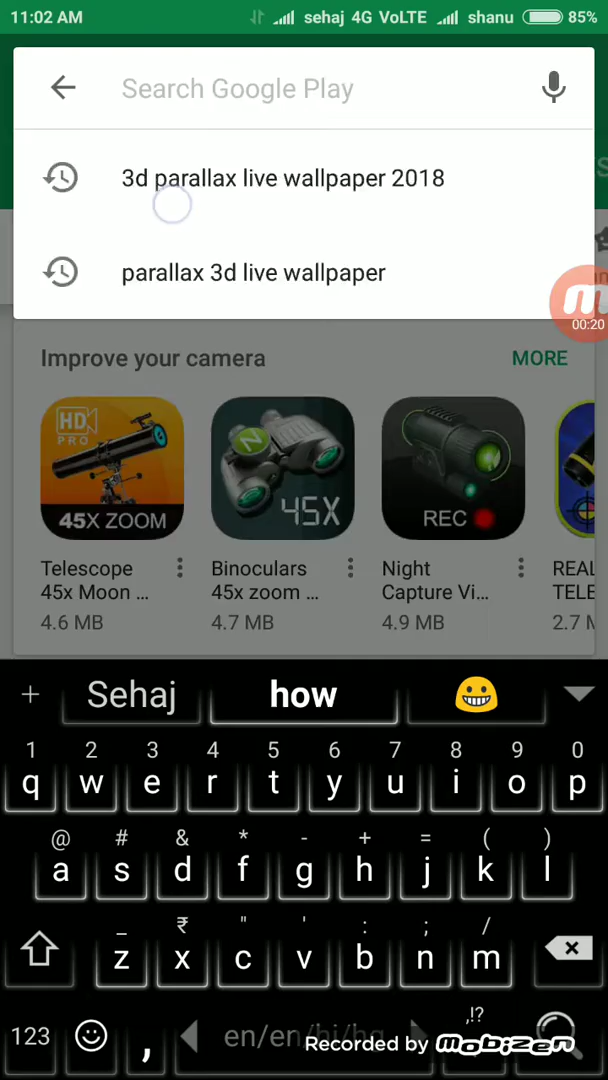 11:02 AM sehaj 4G VoLTE shanu 85%
Search Google Play
3d parallax live wallpaper 2018
parallax 3d live wallpaper
00:20
Improve your camera MORE
HD PRO
45X ZOOM
N 45X
REC
Telescope Binoculars Night REAL
45x Moon ... 45x zoom ... Capture Vi... TELE
4.6 MB 4.7 MB 4.9 MB 2.7 M
+ Sehaj how
1 2 3 4 5 6 7 8 9 0
q w e r t y u i o p
@ # & * - + = ( )
a s d f g h j k l
_ ₹ " ' : ; /
z x c v b n m
,!?
123 , en/en/hi/hg
Recorded by mobizen